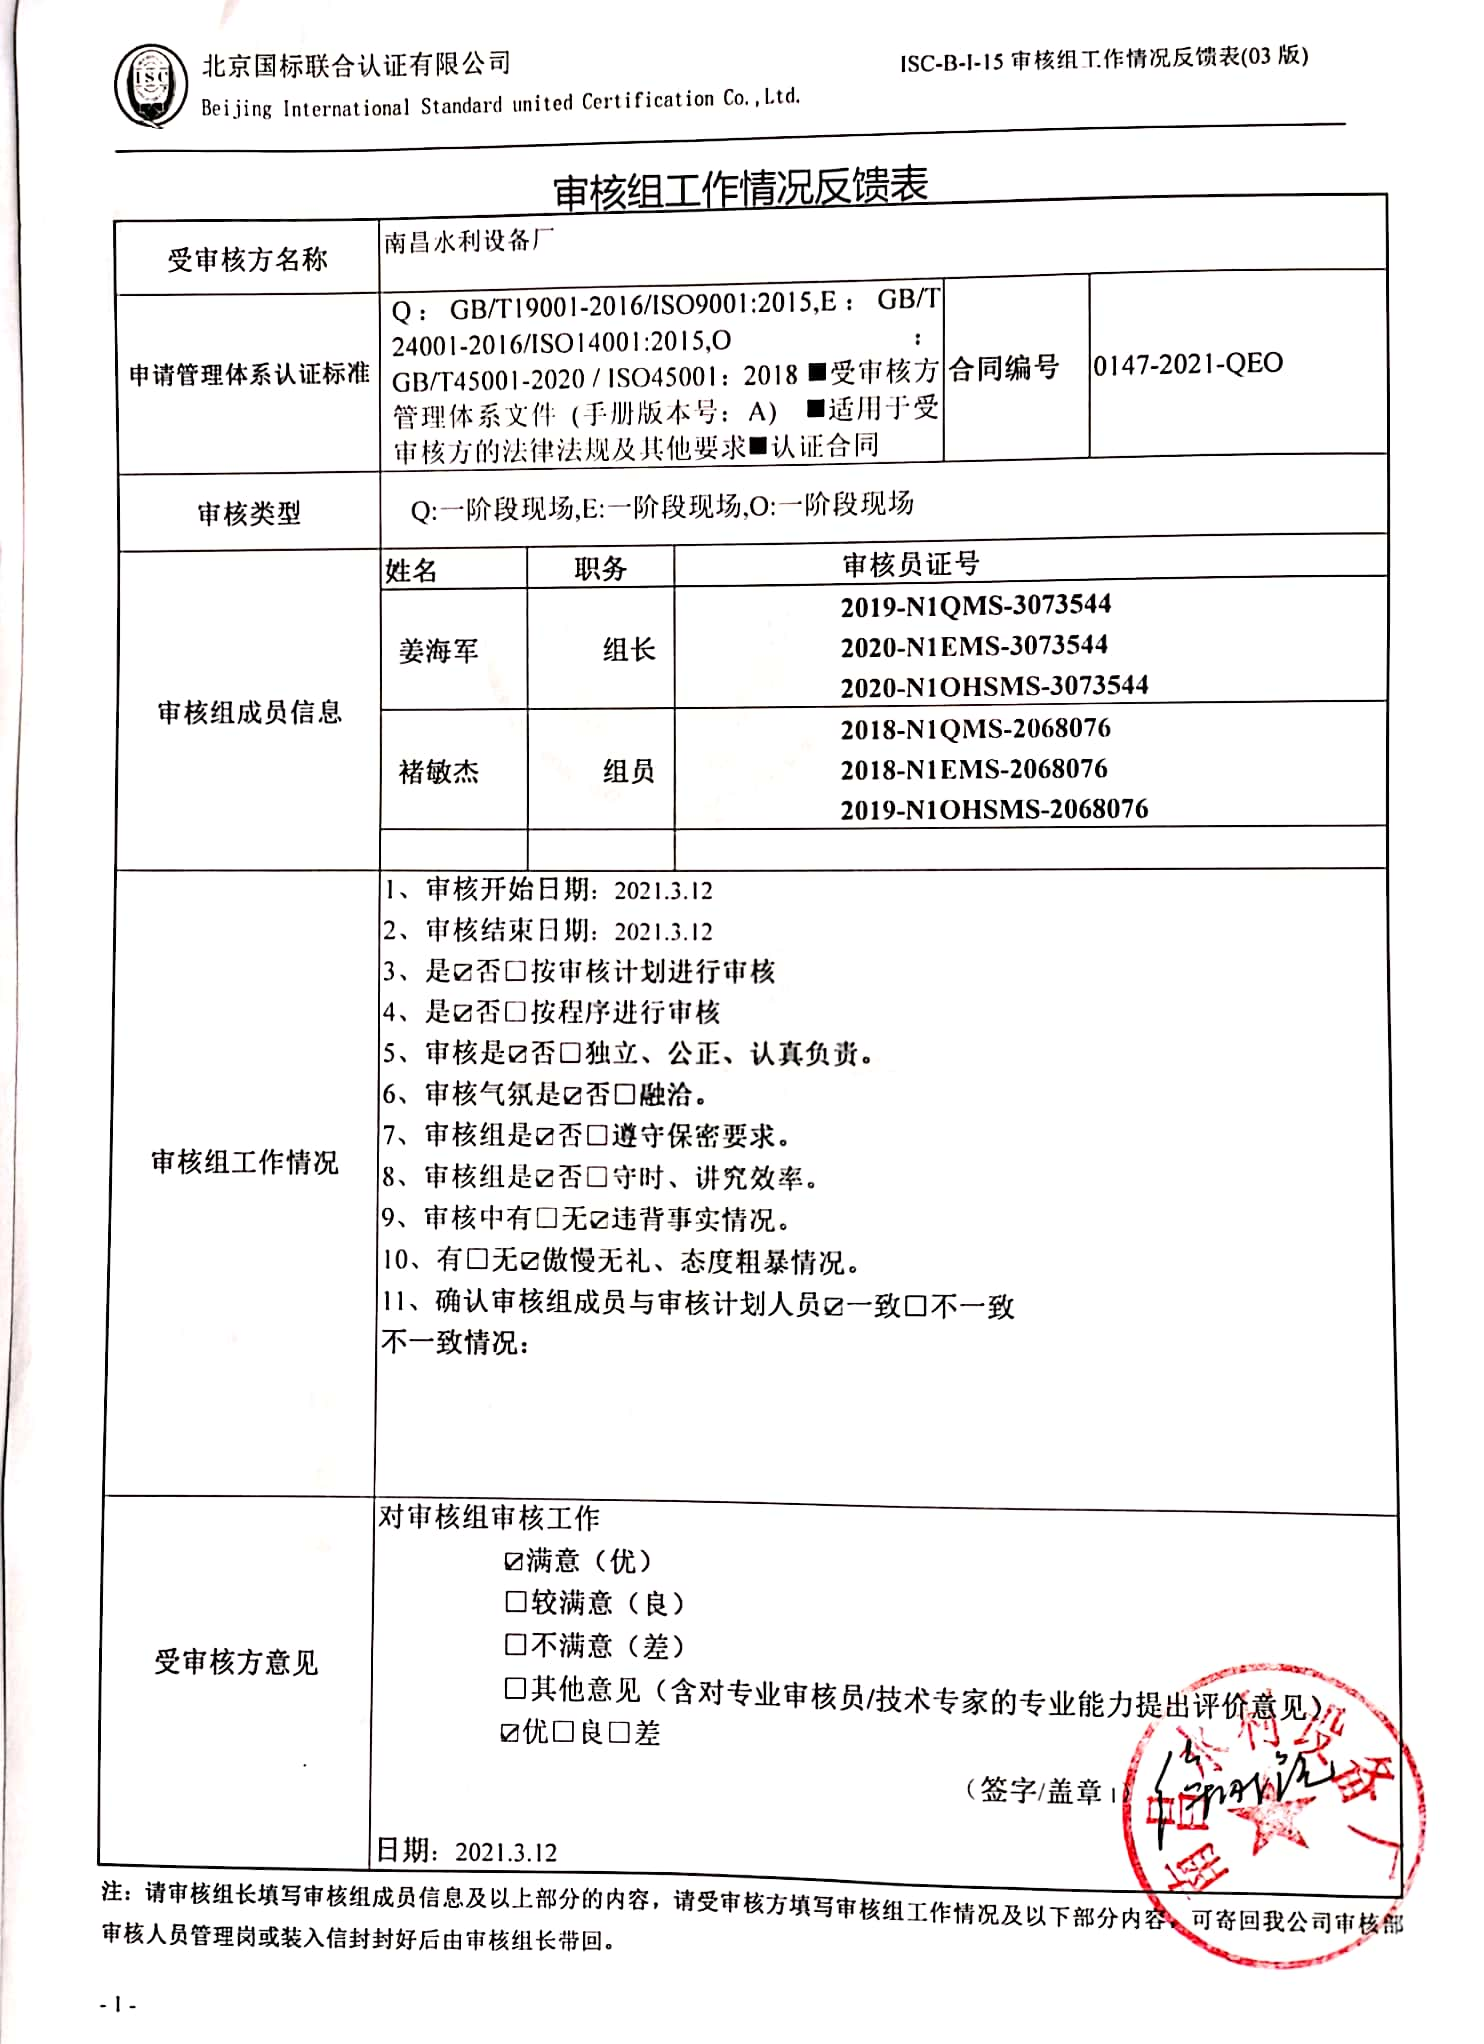 ISC
北京国标联合认证有限公司
Beijing International Standard united Certification Co.,Ltd.
ISC-B-I-15 审核组工作情况反馈表(03 版)
审核组工作情况反馈表
受审核方名称
南昌水利设备厂
申请管理体系认证标准
Q： GB/T19001-2016/ISO9001:2015,E： GB/T
24001-2016/ISO14001:2015,O ：
GB/T45001-2020 / ISO45001：2018 ■受审核方
管理体系文件（手册版本号：A） ■适用于受
审核方的法律法规及其他要求■认证合同
合同编号
0147-2021-QEO
审核类型
Q:一阶段现场,E:一阶段现场,O:一阶段现场
审核组成员信息
姓名 职务 审核员证号
姜海军 组长
2019-N1QMS-3073544
2020-N1EMS-3073544
2020-N1OHSMS-3073544
褚敏杰 组员
2018-N1QMS-2068076
2018-N1EMS-2068076
2019-N1OHSMS-2068076
审核组工作情况
1、审核开始日期：2021.3.12
2、审核结束日期：2021.3.12
3、是☑否□按审核计划进行审核
4、是☑否□按程序进行审核
5、审核是☑否□独立、公正、认真负责。
6、审核气氛是☑否□融洽。
7、审核组是☑否□遵守保密要求。
8、审核组是☑否□守时、讲究效率。
9、审核中有□无☑违背事实情况。
10、有□无☑傲慢无礼、态度粗暴情况。
11、确认审核组成员与审核计划人员☑一致□不一致
不一致情况：
受审核方意见
对审核组审核工作
☑满意（优）
□较满意（良）
□不满意（差）
□其他意见（含对专业审核员/技术专家的专业能力提出评价意见）
☑优□良□差
（签字/盖章）
南昌水利设备厂
日期：2021.3.12
注：请审核组长填写审核组成员信息及以上部分的内容，请受审核方填写审核组工作情况及以下部分内容，可寄回我公司审核部
审核人员管理岗或装入信封封好后由审核组长带回。
- 1 -